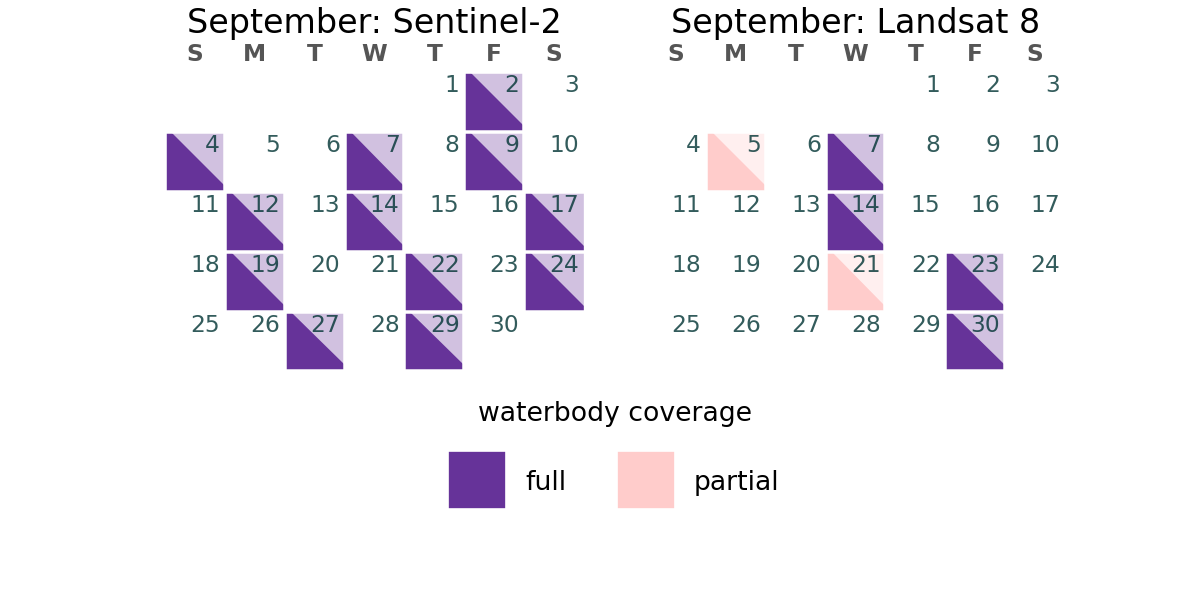 September: Sentinel-2
S M T W T F S
1 2 3
4 5 6 7 8 9 10
11 12 13 14 15 16 17
18 19 20 21 22 23 24
25 26 27 28 29 30
September: Landsat 8
S M T W T F S
1 2 3
4 5 6 7 8 9 10
11 12 13 14 15 16 17
18 19 20 21 22 23 24
25 26 27 28 29 30
waterbody coverage
full
partial